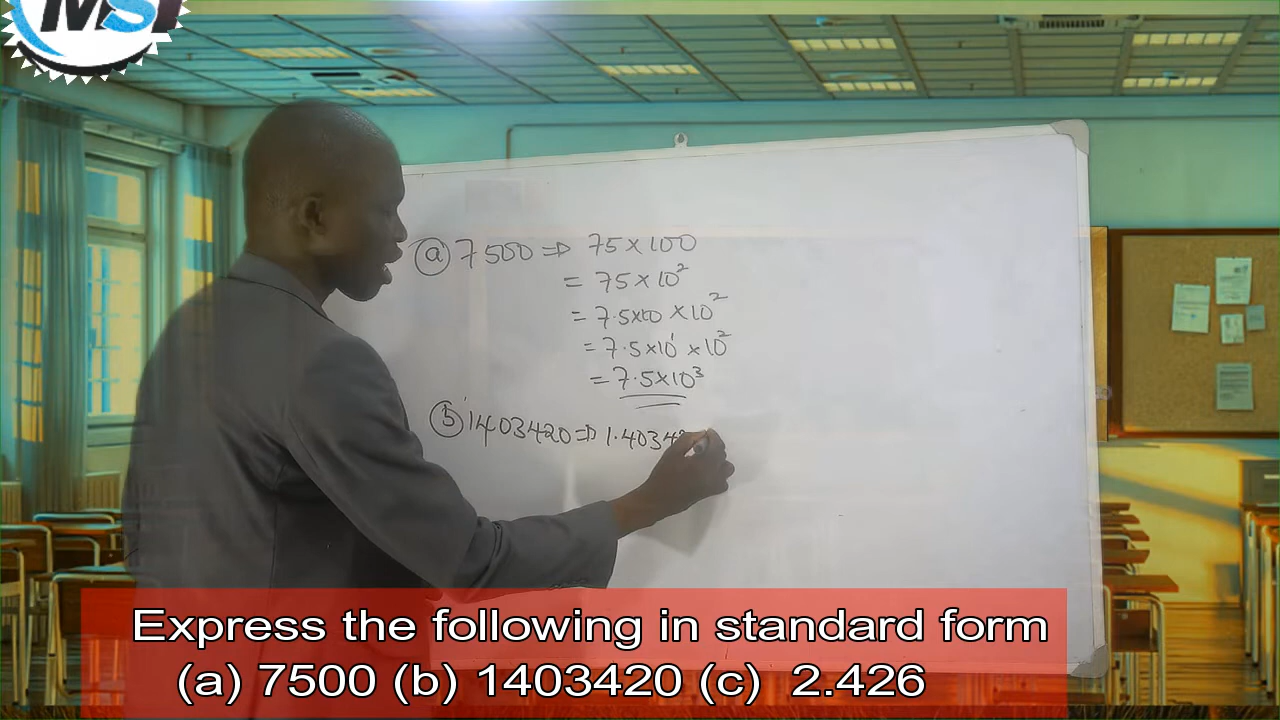 MSI
ⓐ 7500 ⇒ 75×100
= 75×10²
= 7.5×10 ×10²
= 7.5×10¹ ×10²
= 7.5×10³
ⓑ 1403420 ⇒ 1.4034
Express the following in standard form
(a) 7500 (b) 1403420 (c) 2.426